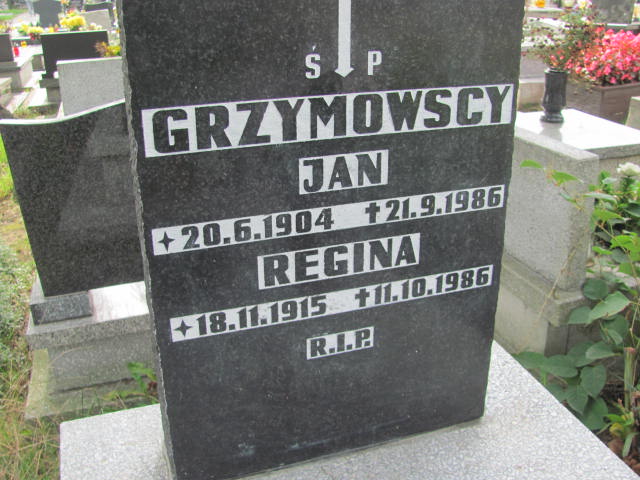 Ś P
GRZYMOWSCY
JAN
20.6.1904 21.9.1986
REGINA
18.11.1915 11.10.1986
R.I.P.